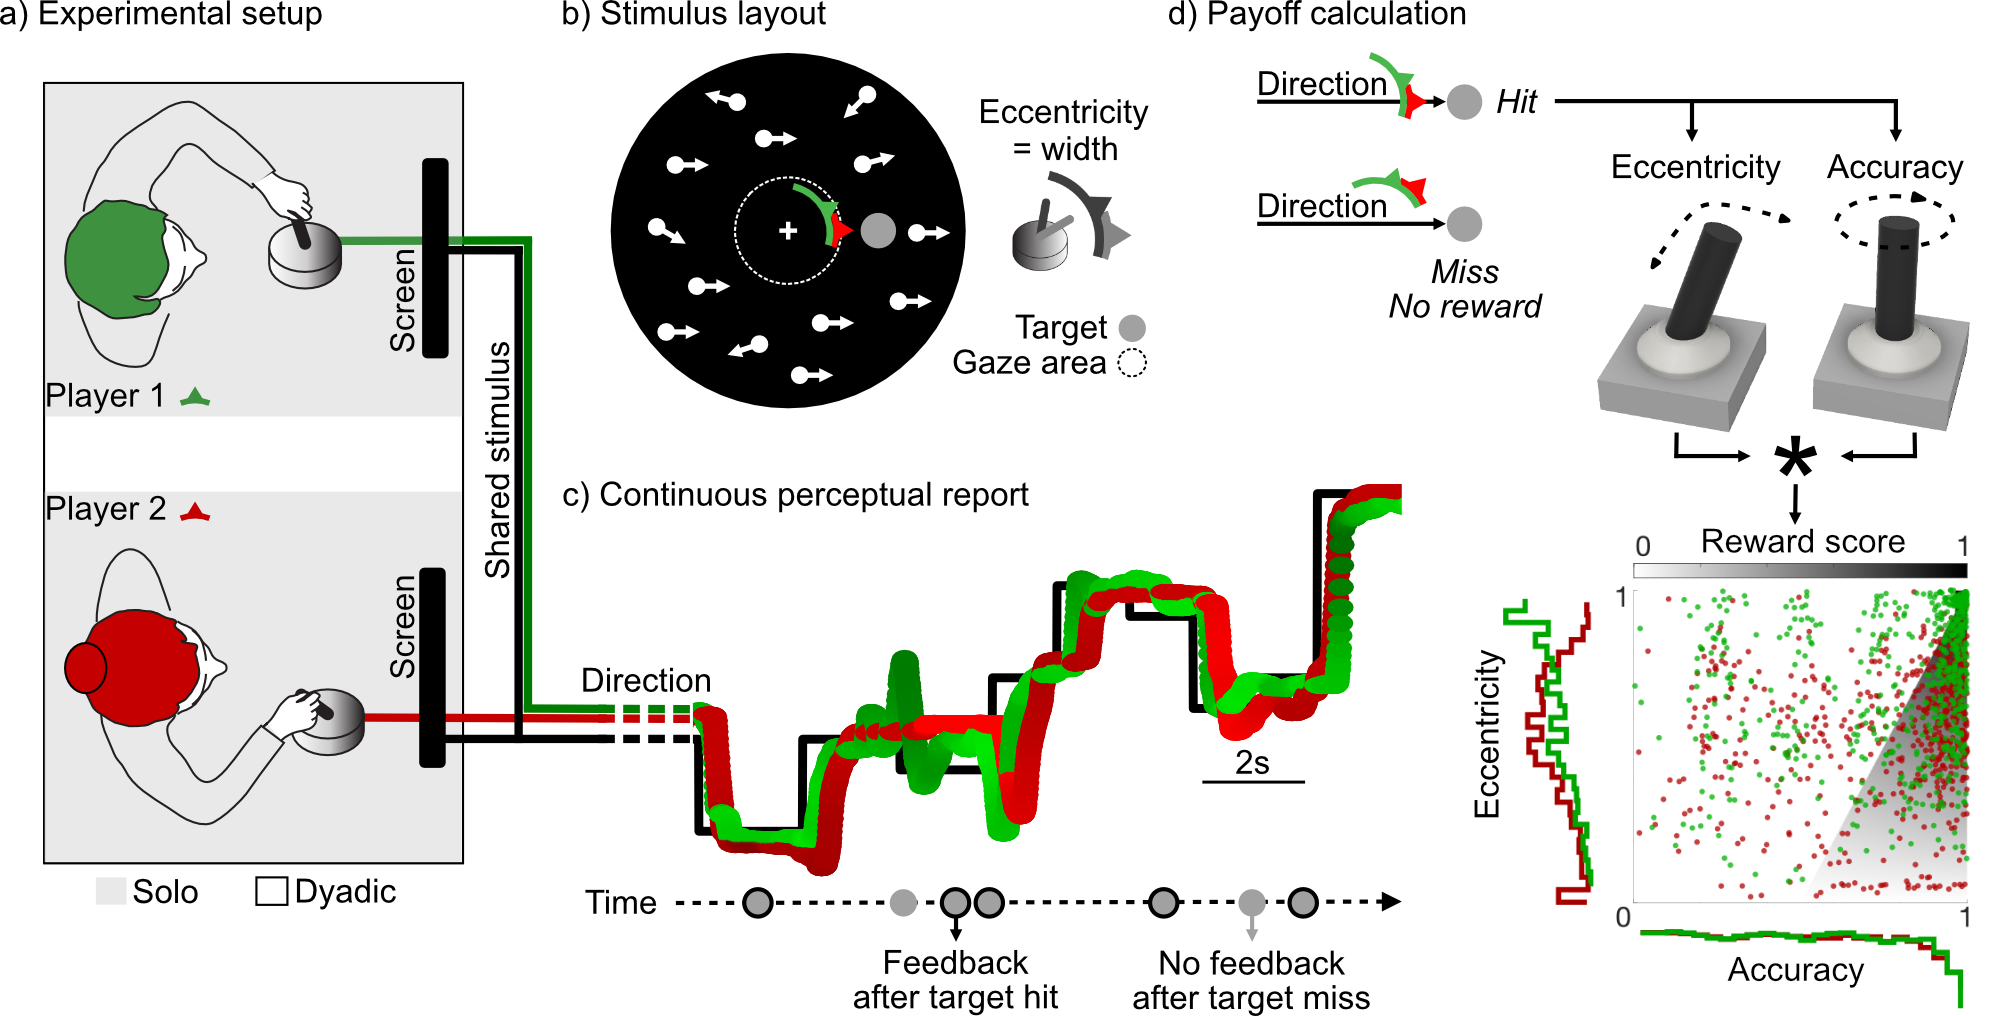 a) Experimental setup
Screen
Player 1
Player 2
Screen
Shared stimulus
Solo
Dyadic
b) Stimulus layout
Eccentricity
= width
Target
Gaze area
c) Continuous perceptual report
Direction
2s
Time
Feedback
after target hit
No feedback
after target miss
d) Payoff calculation
Direction
Hit
Direction
Miss
No reward
Eccentricity
Accuracy
*
0 Reward score 1
1
Eccentricity
0
1
Accuracy